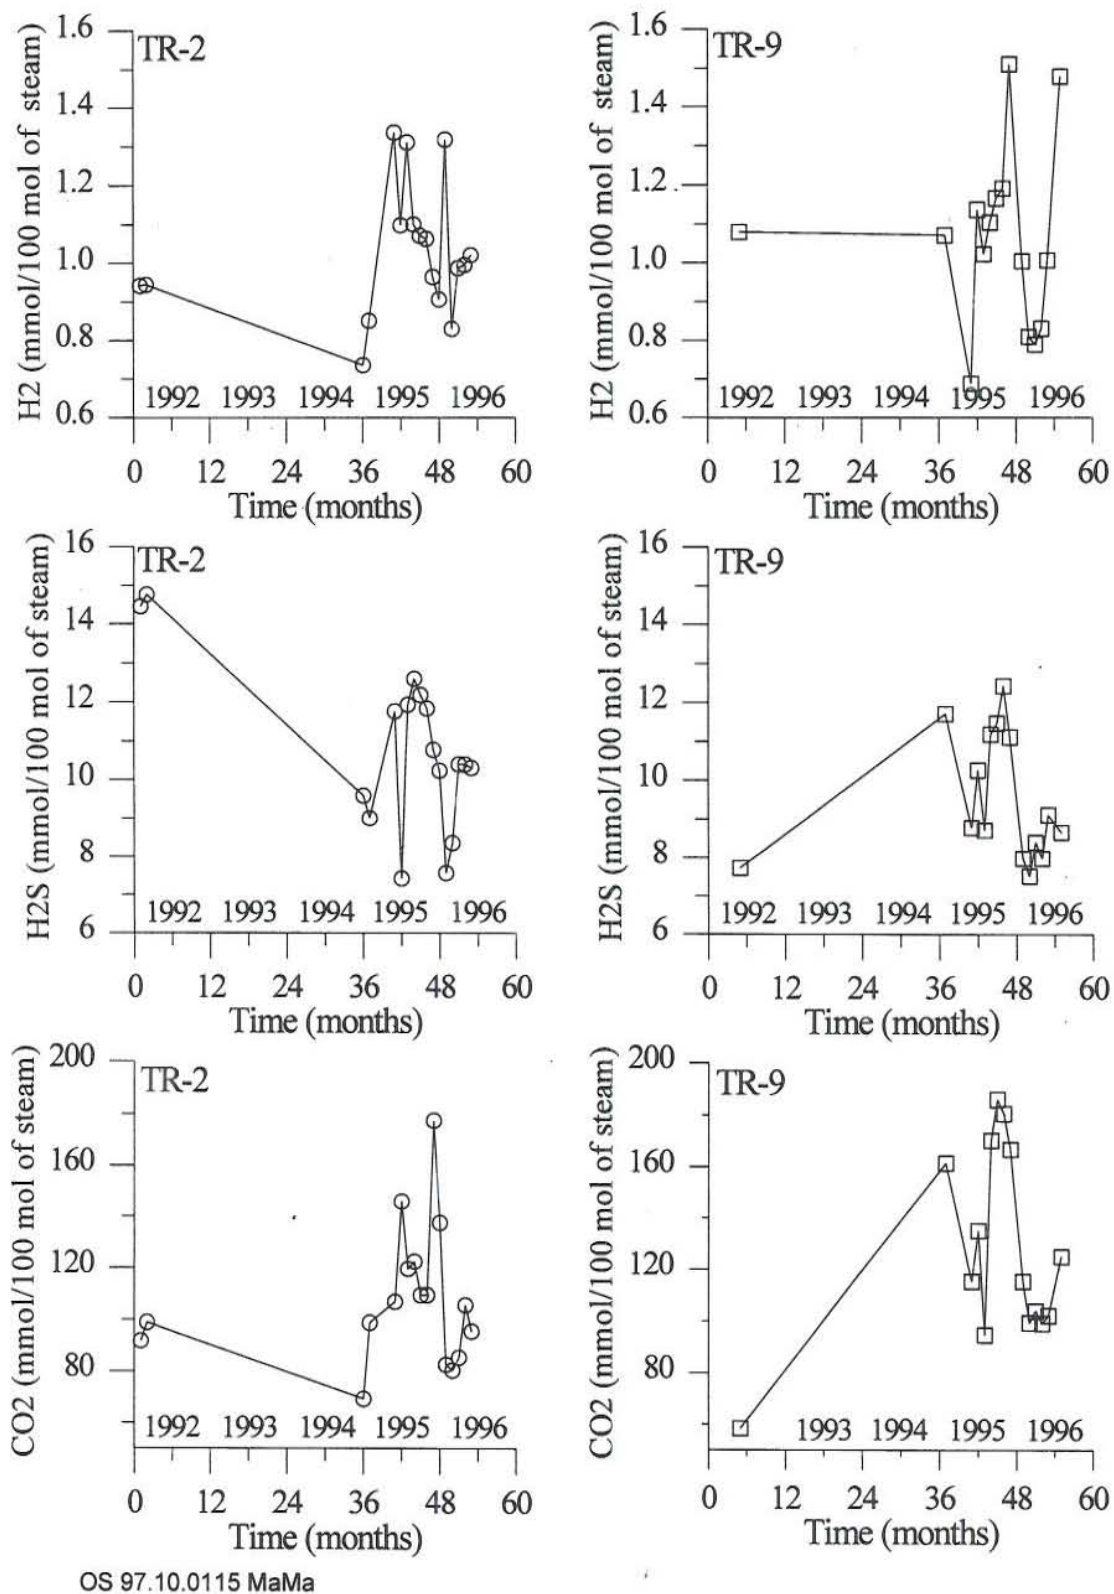 H2 (mmol/100 mol of steam)
TR-2
1.6
1.4
1.2
1.0
0.8
0.6
1992 1993 1994 1995 1996
0 12 24 36 48 60
Time (months)
H2 (mmol/100 mol of steam)
TR-9
1.6
1.4
1.2
1.0
0.8
0.6
1992 1993 1994 1995 1996
0 12 24 36 48 60
Time (months)
H2S (mmol/100 mol of steam)
TR-2
16
14
12
10
8
6
1992 1993 1994 1995 1996
0 12 24 36 48 60
Time (months)
H2S (mmol/100 mol of steam)
TR-9
16
14
12
10
8
6
1992 1993 1994 1995 1996
0 12 24 36 48 60
Time (months)
CO2 (mmol/100 mol of steam)
TR-2
200
160
120
80
1992 1993 1994 1995 1996
0 12 24 36 48 60
Time (months)
CO2 (mmol/100 mol of steam)
TR-9
200
160
120
80
1993 1994 1995 1996
0 12 24 36 48 60
Time (months)
OS 97.10.0115 MaMa